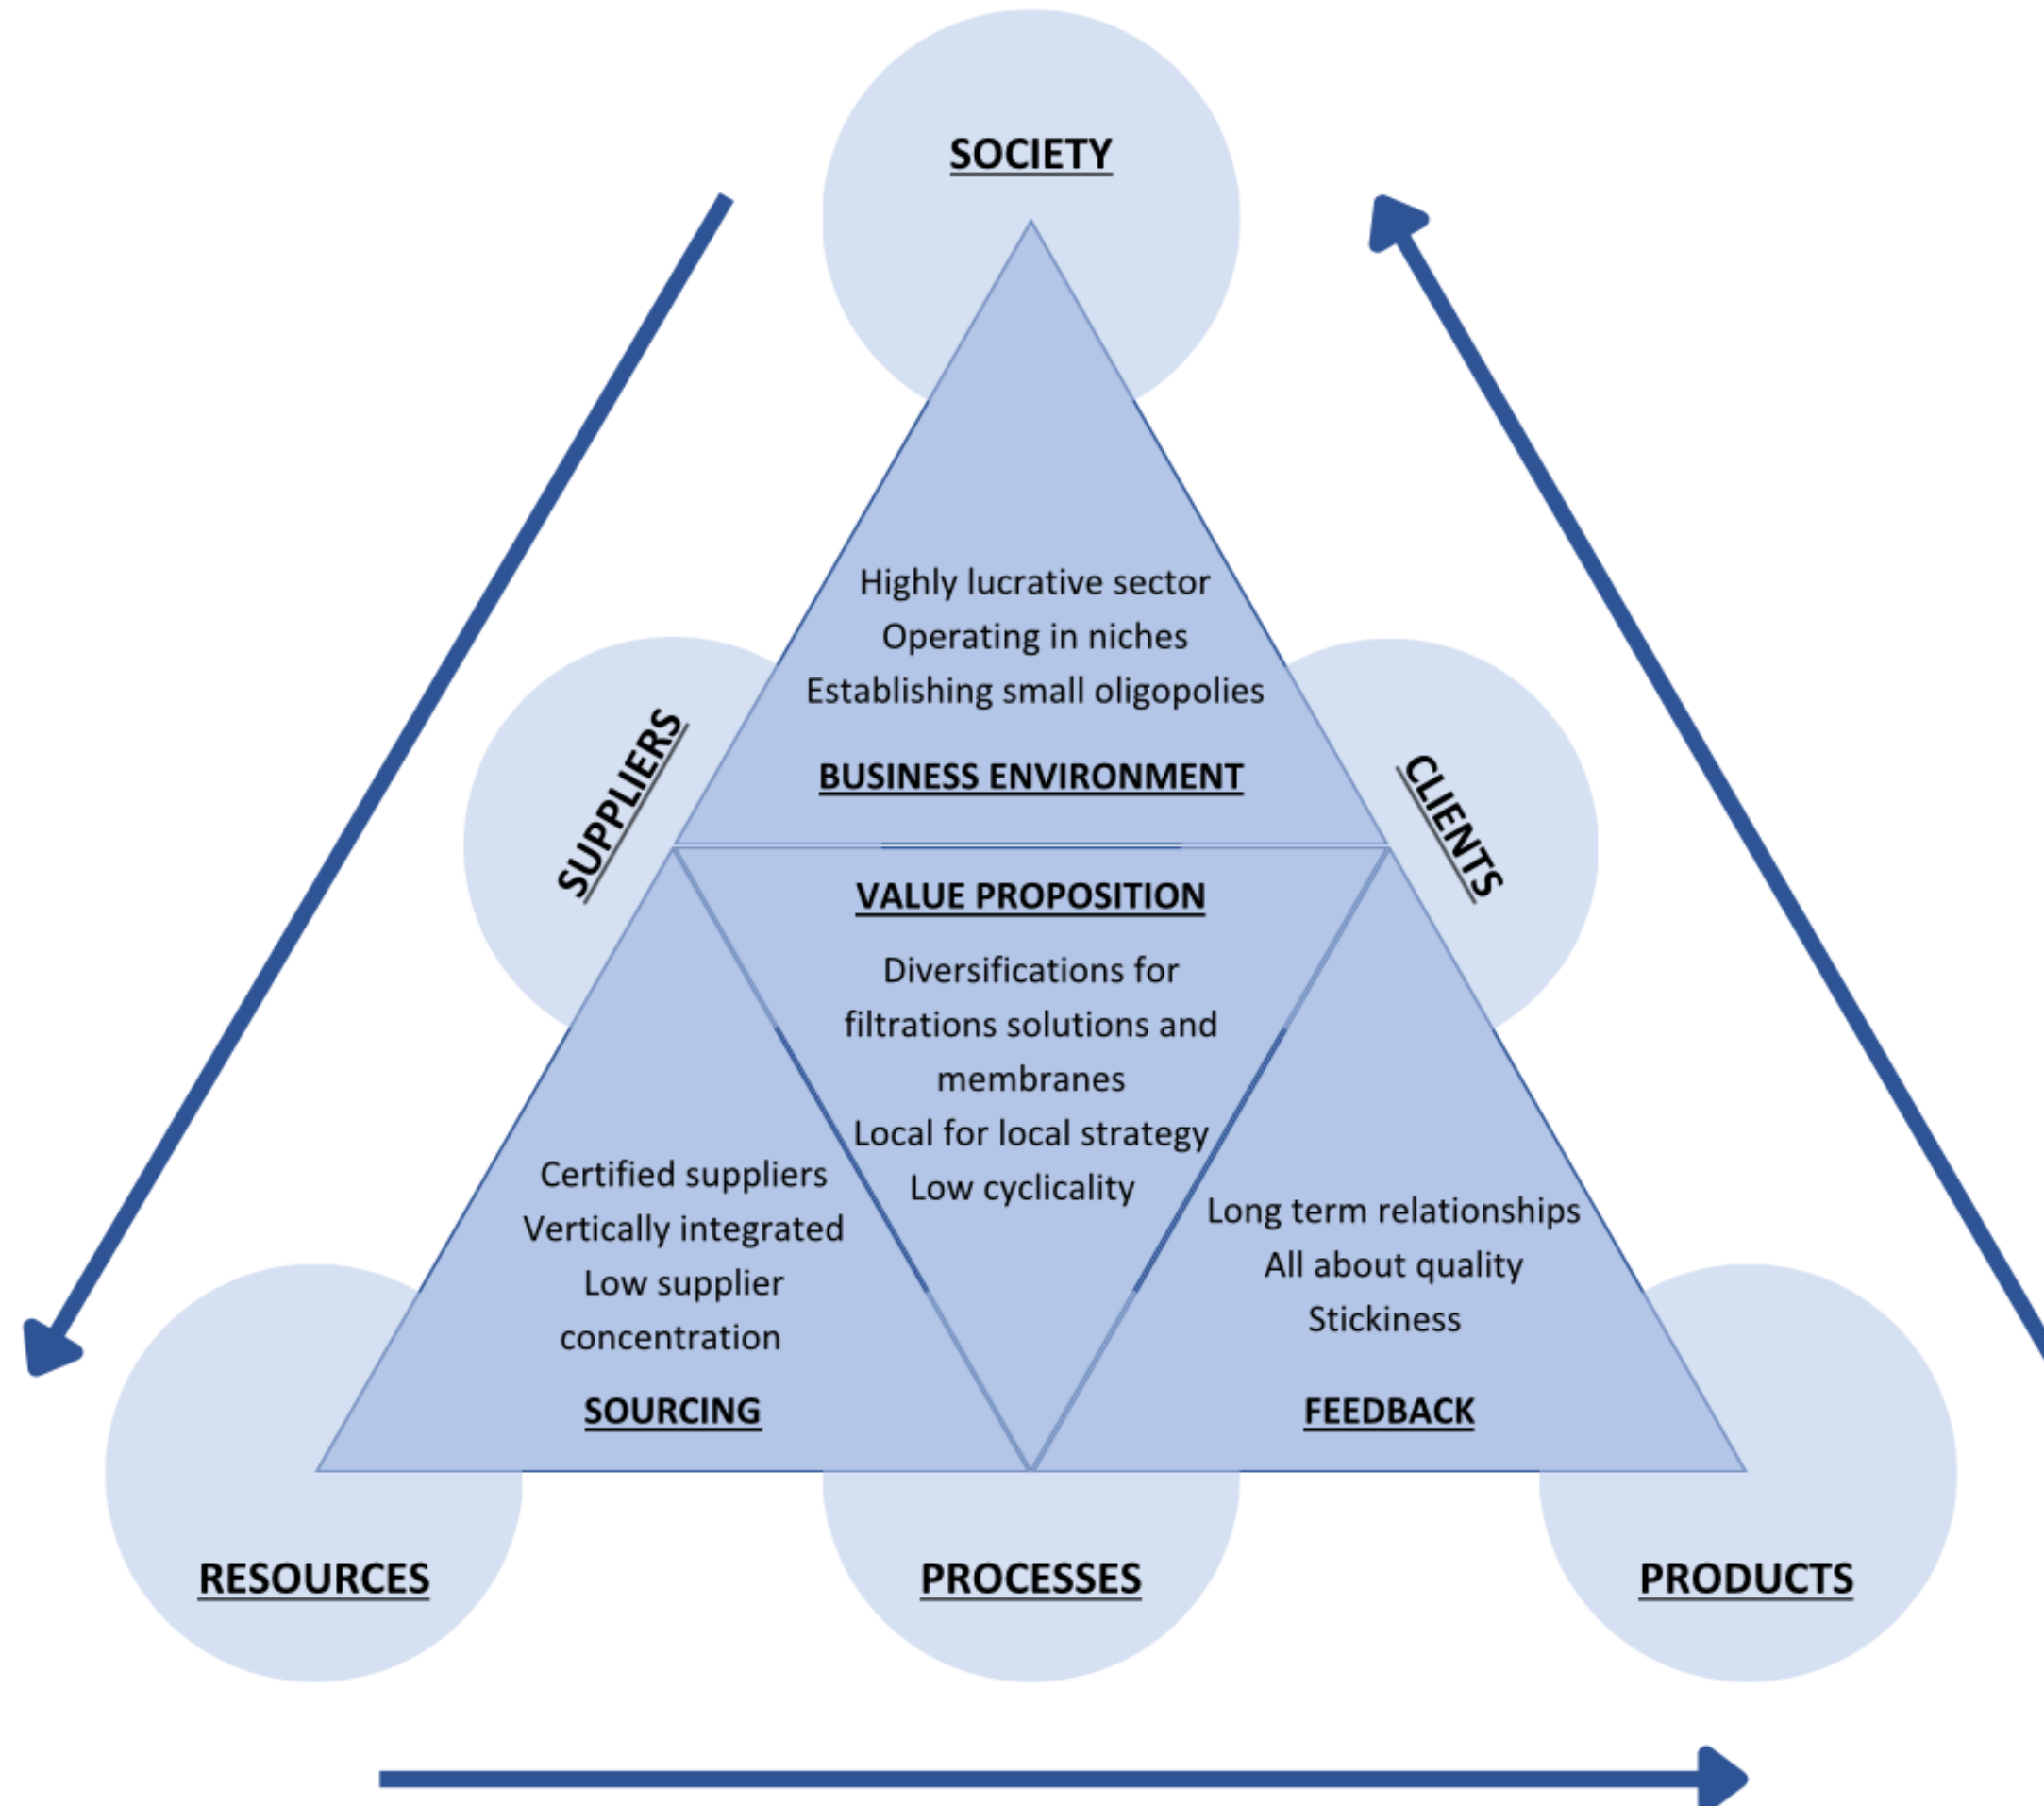 SOCIETY
Highly lucrative sector
Operating in niches
Establishing small oligopolies
BUSINESS ENVIRONMENT
SUPPLIERS
CLIENTS
VALUE PROPOSITION
Diversifications for
filtrations solutions and
membranes
Local for local strategy
Low cyclicality
Certified suppliers
Vertically integrated
Low supplier
concentration
SOURCING
Long term relationships
All about quality
Stickiness
FEEDBACK
RESOURCES
PROCESSES
PRODUCTS